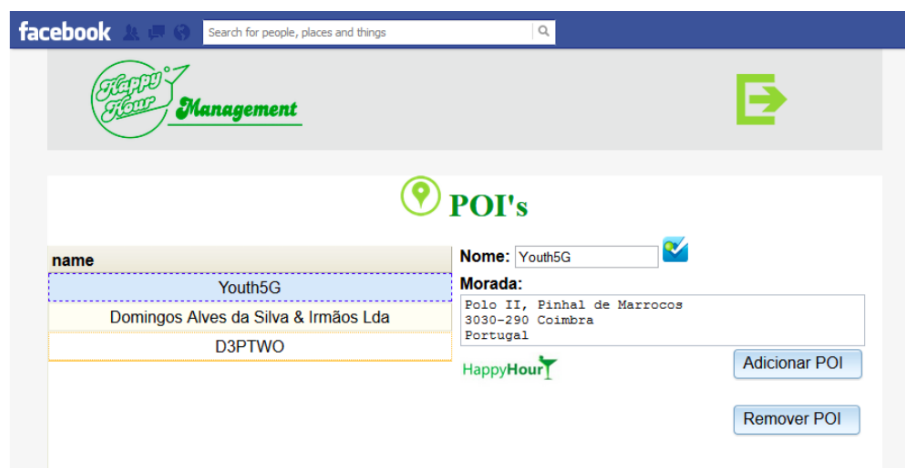 facebook
Search for people, places and things
Happy
Hour
Management
POI's
name
Youth5G
Domingos Alves da Silva & Irmãos Lda
D3PTWO
Nome: Youth5G
Morada:
Polo II, Pinhal de Marrocos
3030-290 Coimbra
Portugal
HappyHour
Adicionar POI
Remover POI